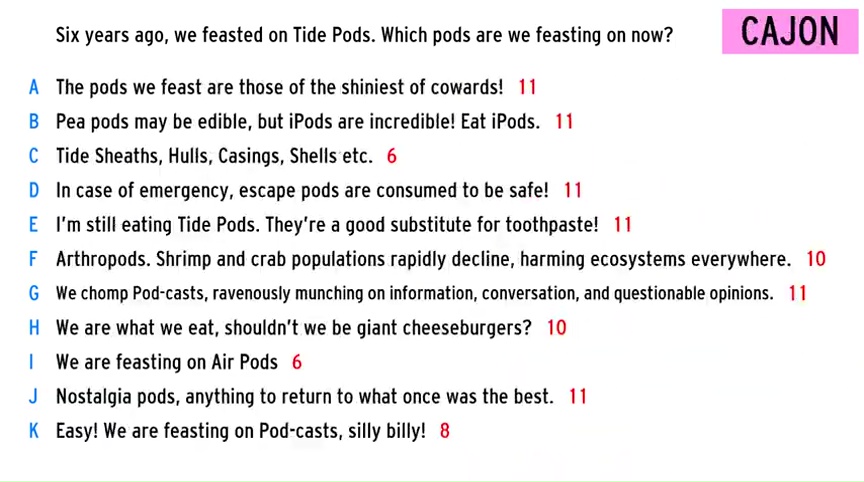 Six years ago, we feasted on Tide Pods. Which pods are we feasting on now?
CAJON
A The pods we feast are those of the shiniest of cowards! 11
B Pea pods may be edible, but iPods are incredible! Eat iPods. 11
C Tide Sheaths, Hulls, Casings, Shells etc. 6
D In case of emergency, escape pods are consumed to be safe! 11
E I'm still eating Tide Pods. They're a good substitute for toothpaste! 11
F Arthropods. Shrimp and crab populations rapidly decline, harming ecosystems everywhere. 10
G We chomp Pod-casts, ravenously munching on information, conversation, and questionable opinions. 11
H We are what we eat, shouldn't we be giant cheeseburgers? 10
I We are feasting on Air Pods 6
J Nostalgia pods, anything to return to what once was the best. 11
K Easy! We are feasting on Pod-casts, silly billy! 8